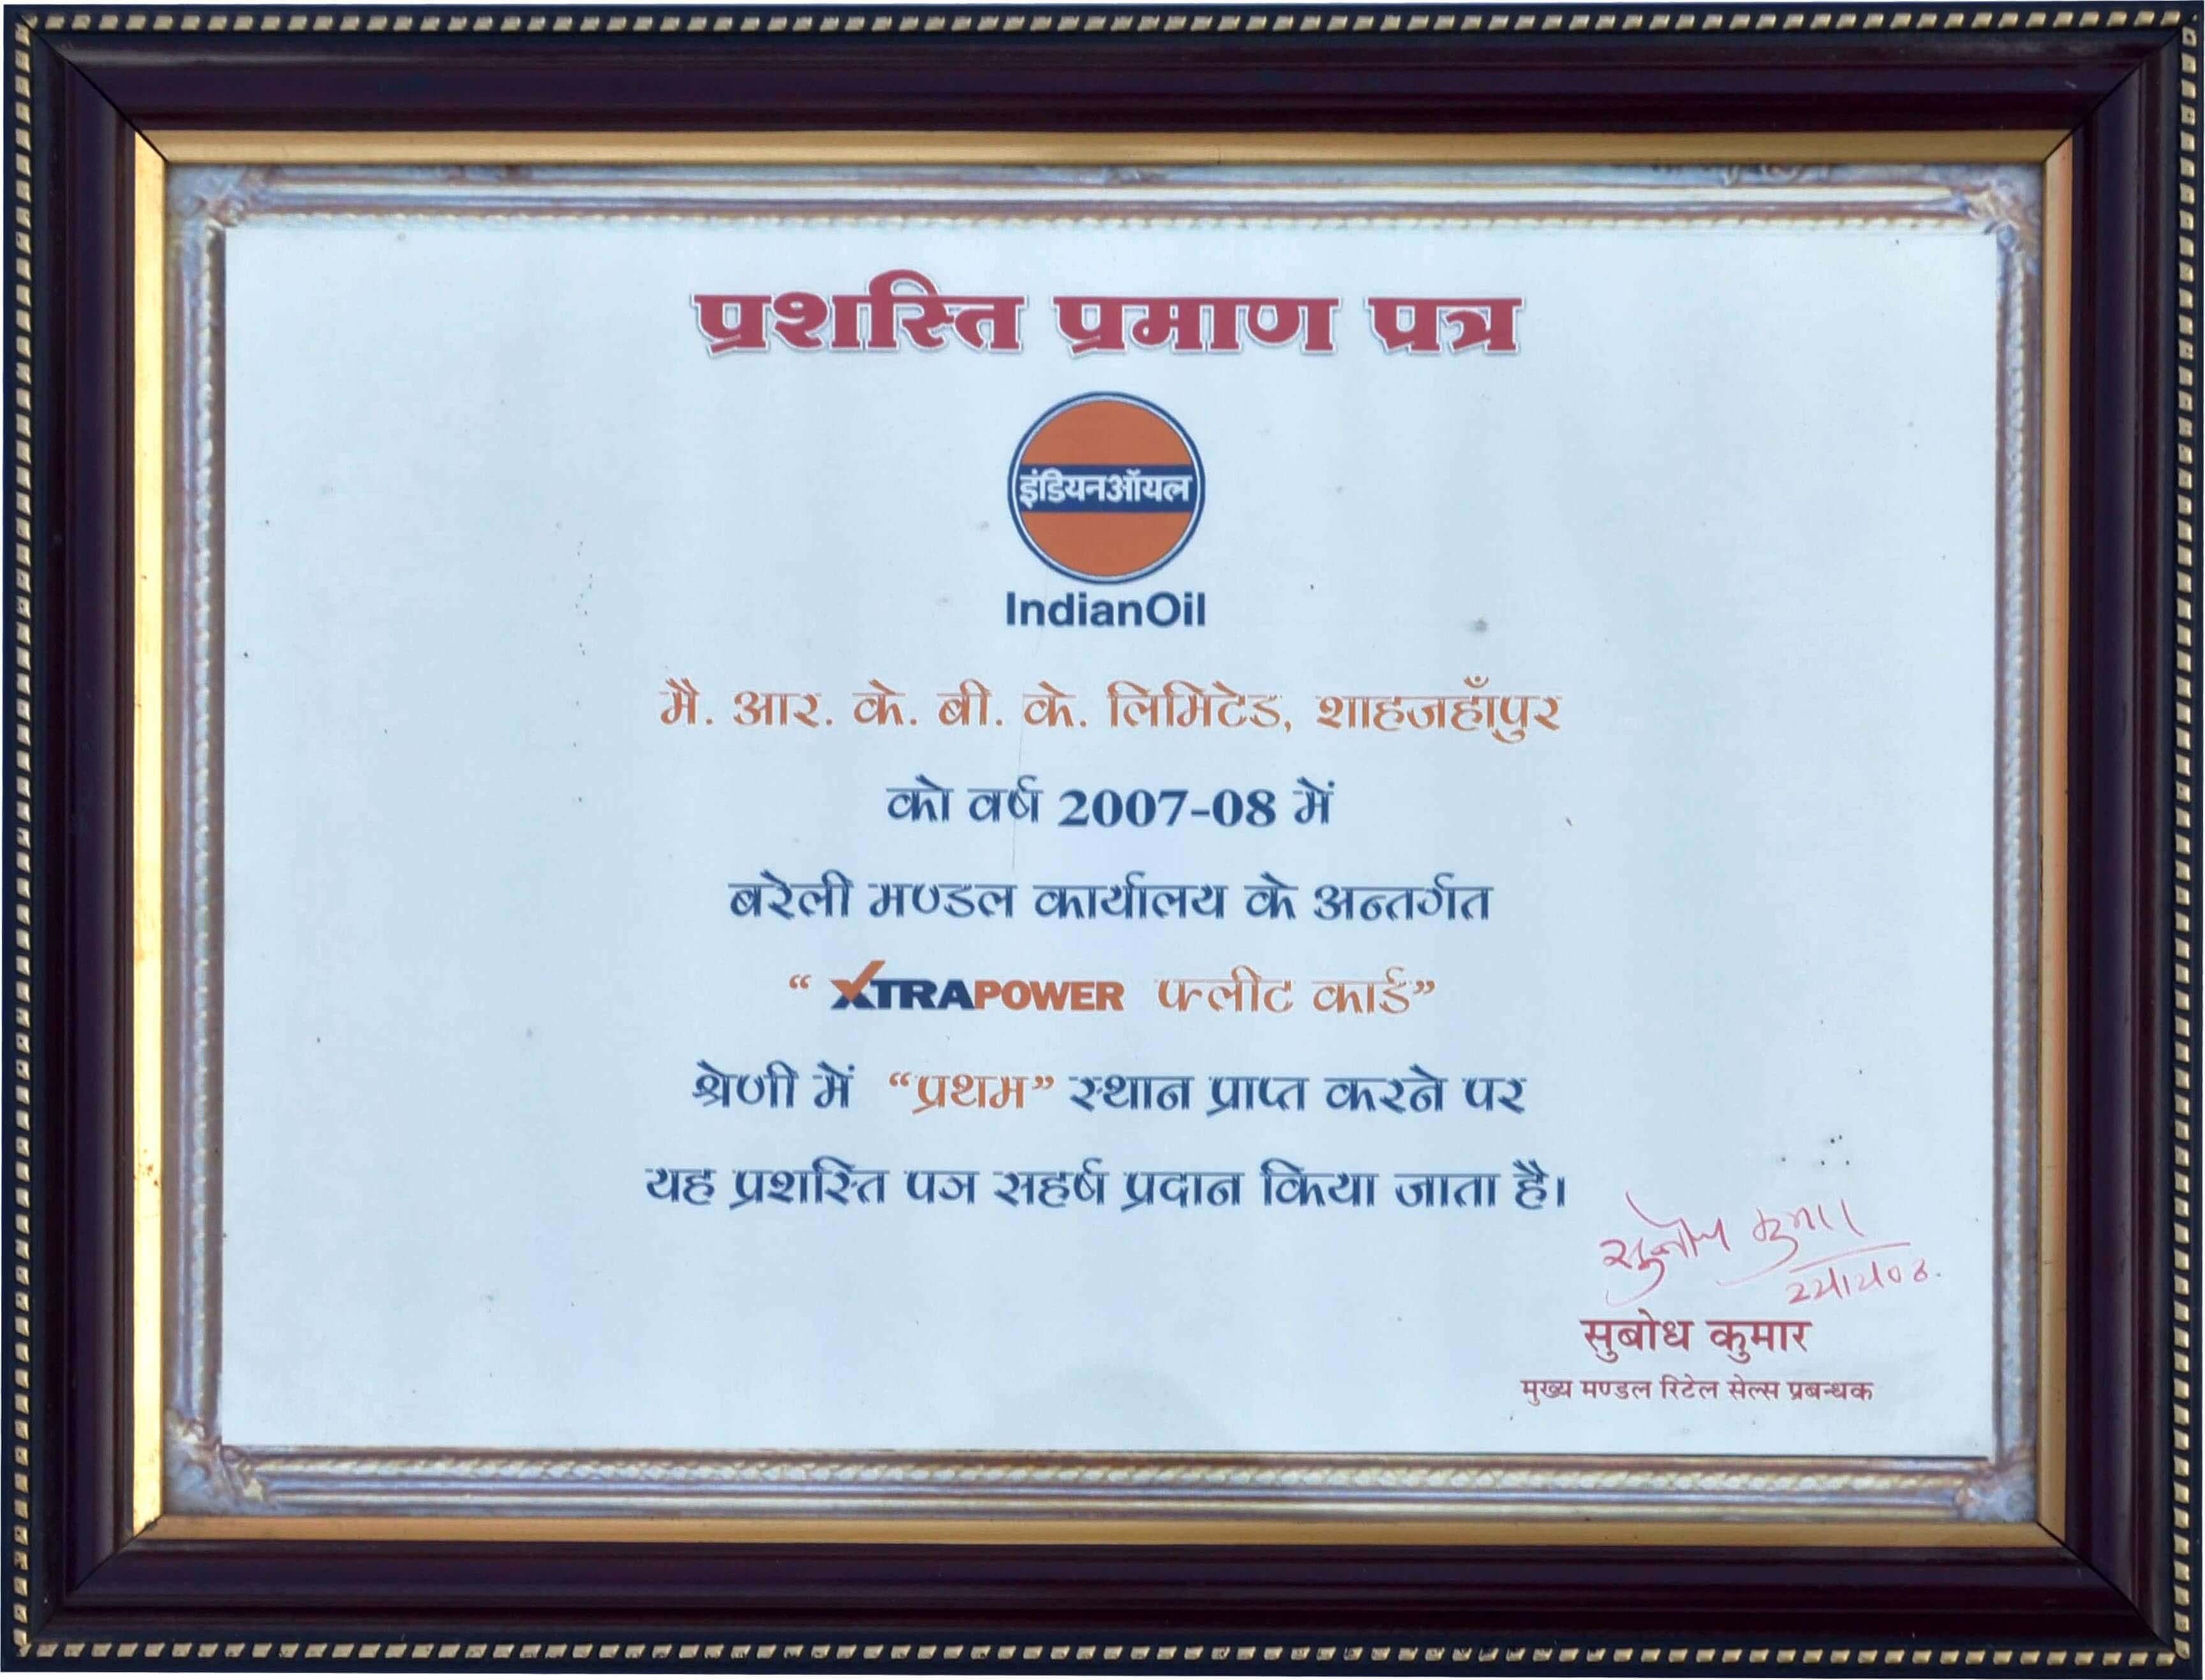 प्रशस्ति प्रमाण पत्र
इंडियनऑयल
IndianOil
मै. आर. के. बी. के. लिमिटेड, शाहजहाँपुर
को वर्ष 2007-08 में
बरेली मण्डल कार्यालय के अन्तर्गत
“ XTRAPOWER फ्लीट कार्ड”
श्रेणी में “प्रथम” स्थान प्राप्त करने पर
यह प्रशस्ति पत्र सहर्ष प्रदान किया जाता है।
सुबोध कुमार
सुबोध कुमार
मुख्य मण्डल रिटेल सेल्स प्रबन्धक